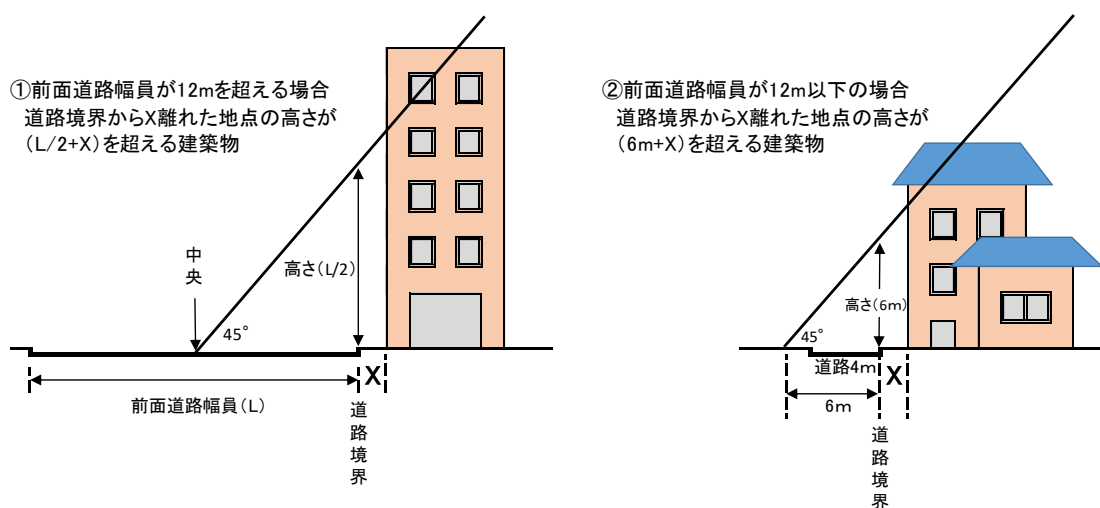 ①前面道路幅員が12mを超える場合
道路境界からX離れた地点の高さが
(L/2+X)を超える建築物
中央
高さ(L/2)
45°
X
前面道路幅員(L)
道路境界
②前面道路幅員が12m以下の場合
道路境界からX離れた地点の高さが
(6m+X)を超える建築物
高さ(6m)
45°
道路4m
X
6m
道路境界